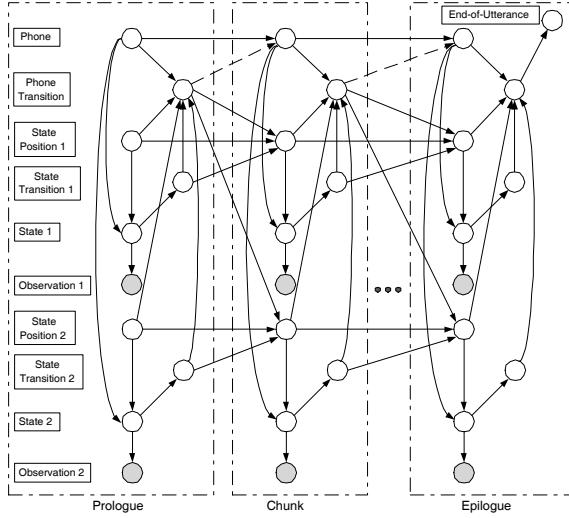 End-of-Utterance
Phone
Phone
Transition
State
Position 1
State
Transition 1
State 1
Observation 1
State
Position 2
State
Transition 2
State 2
Observation 2
Prologue
Chunk
Epilogue